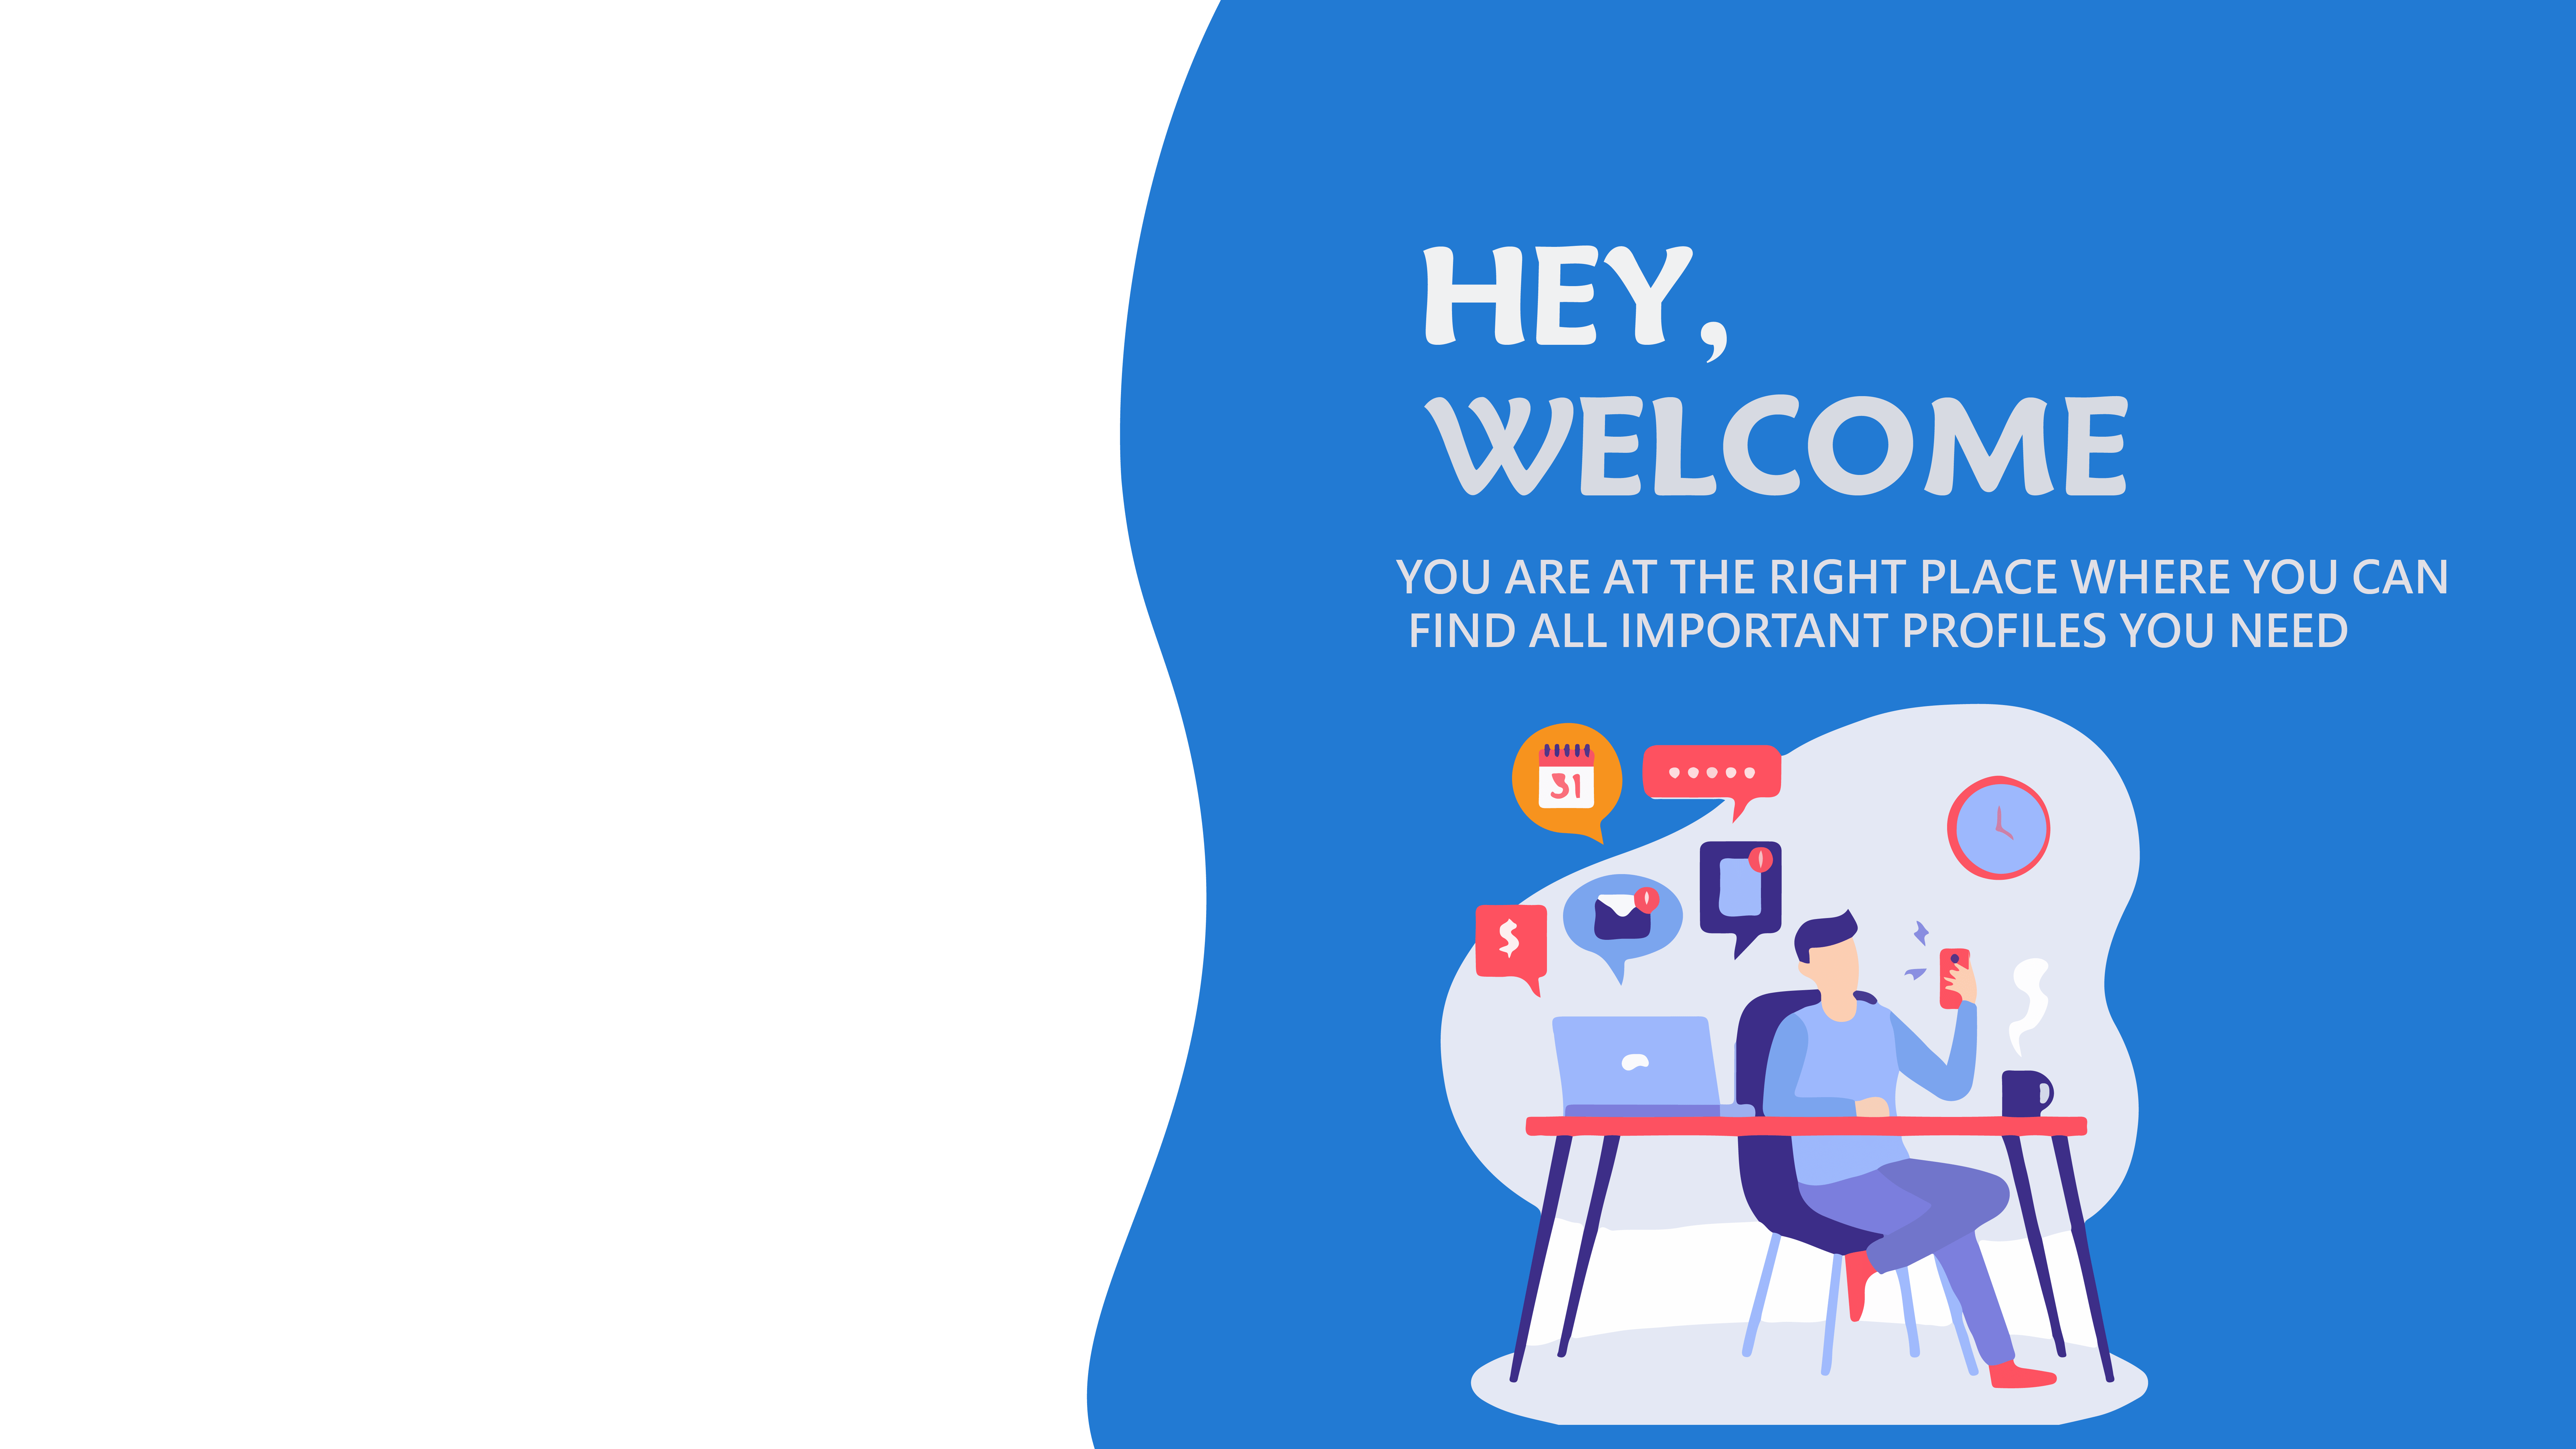 HEY,
WELCOME
YOU ARE AT THE RIGHT PLACE WHERE YOU CAN
FIND ALL IMPORTANT PROFILES YOU NEED
31
$